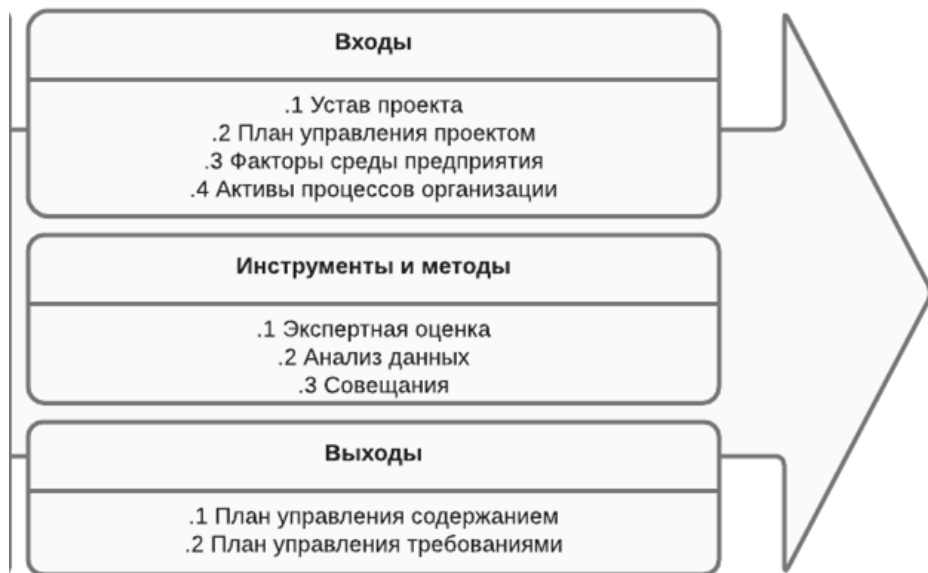 Входы
.1 Устав проекта
.2 План управления проектом
.3 Факторы среды предприятия
.4 Активы процессов организации
Инструменты и методы
.1 Экспертная оценка
.2 Анализ данных
.3 Совещания
Выходы
.1 План управления содержанием
.2 План управления требованиями